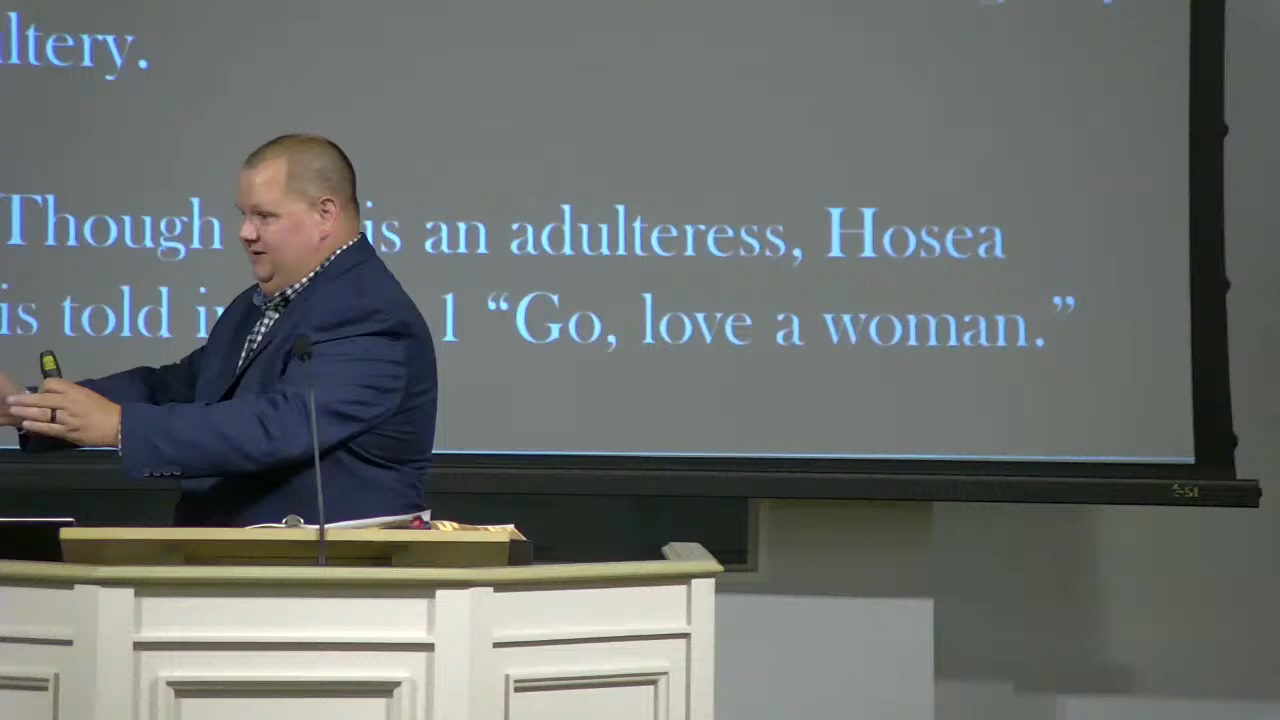 ltery.
Though is an adulteress, Hosea
is told i 1 “Go, love a woman.”